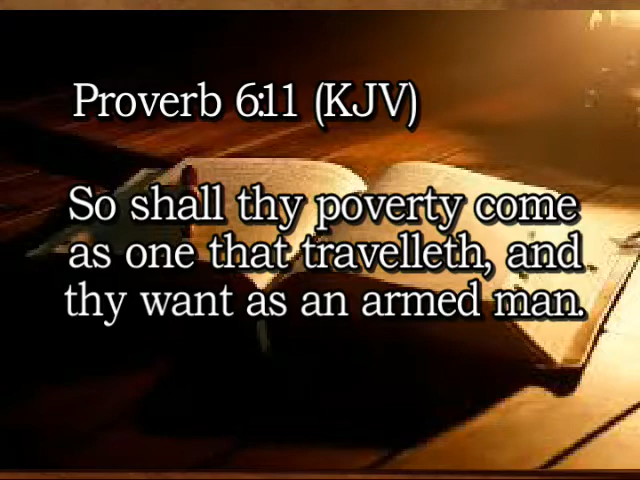 Proverb 6:11 (KJV)
So shall thy poverty come
as one that travelleth, and
thy want as an armed man.